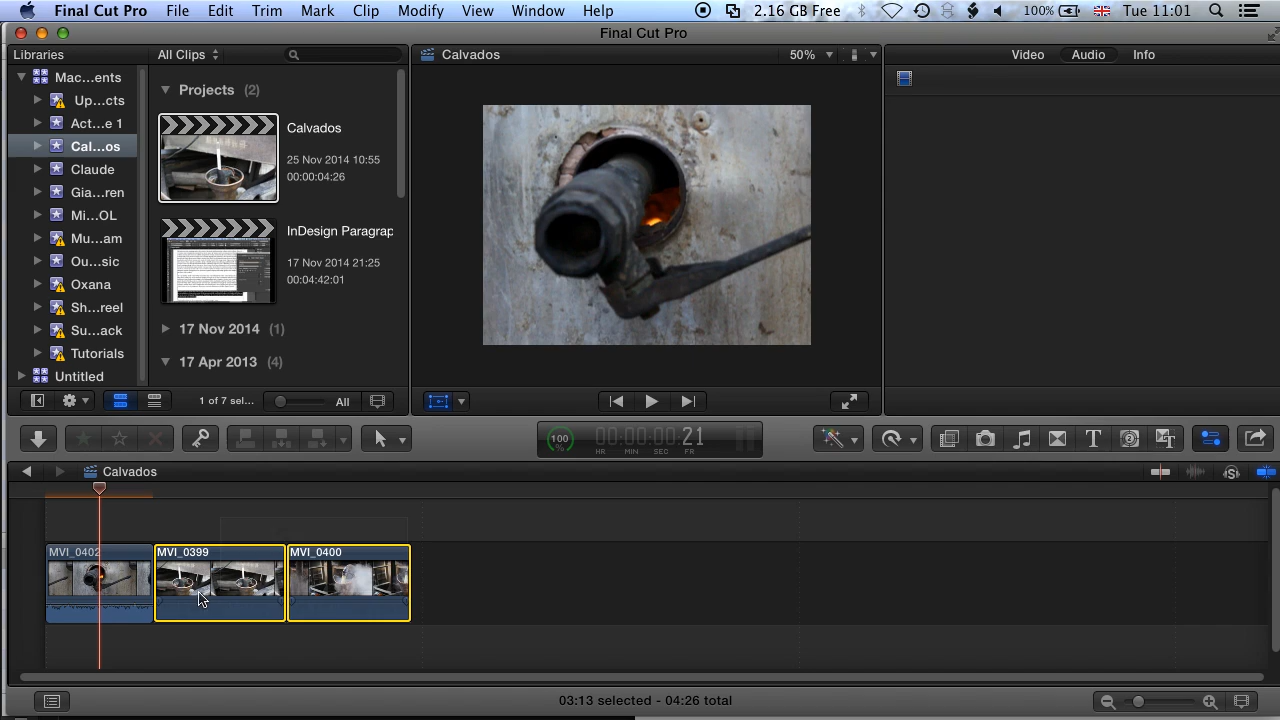 Final Cut Pro File Edit Trim Mark Clip Modify View Window Help 2.16 GB Free 100% Tue 11:01
Final Cut Pro
Libraries All Clips Calvados 50% Video Audio Info
Mac...ents
Up...cts
Act...e 1
Cal...os
Claude
Gia...ren
Mi...OL
Mu...am
Ou...sic
Oxana
Sh...reel
Su...ack
Tutorials
Untitled
Projects (2)
Calvados
25 Nov 2014 10:55
00:00:04:26
InDesign Paragrap
17 Nov 2014 21:25
00:04:42:01
17 Nov 2014 (1)
17 Apr 2013 (4)
1 of 7 sel... All
100 % 00:00:00:21
HR MIN SEC FR
Calvados
MVI_0402 MVI_0399 MVI_0400
03:13 selected - 04:26 total